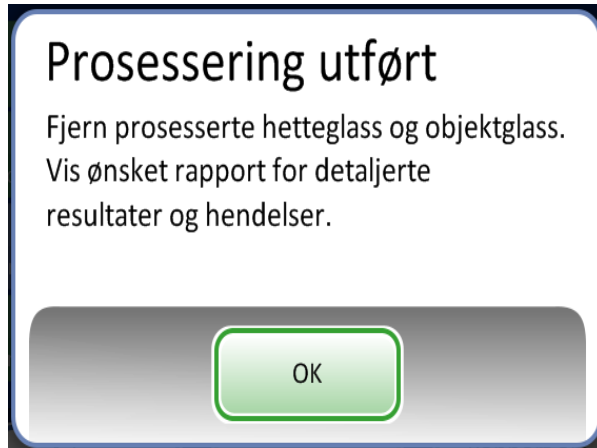 Prosessering utført
Fjern prosesserte hetteglass og objektglass.
Vis ønsket rapport for detaljerte
resultater og hendelser.
OK